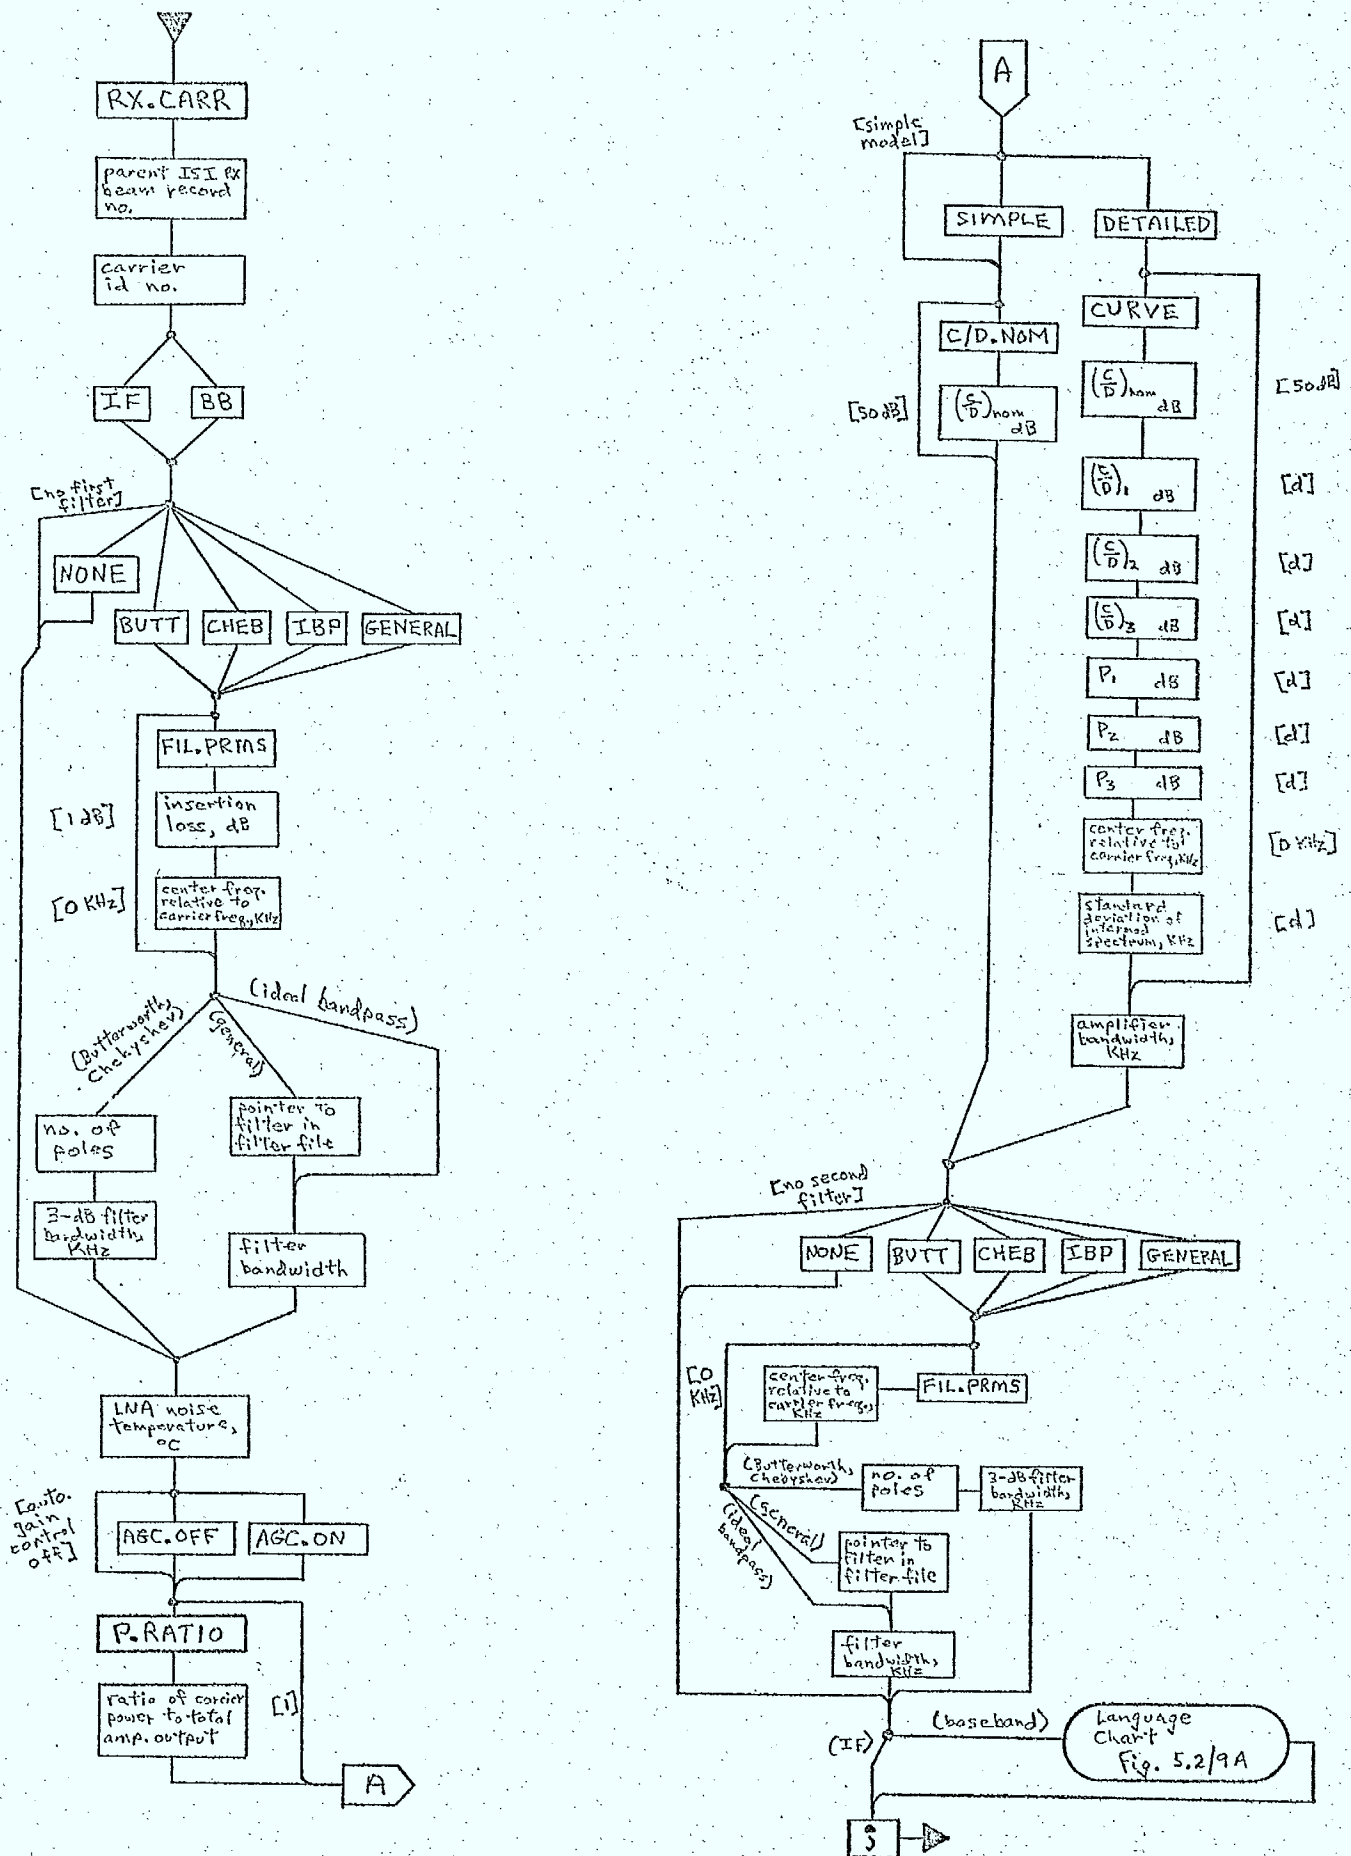 RX.CARR
parent ISI RX
beam record
no.
carrier
id no.
IF
BB
[no first
filter]
NONE
BUTT
CHEB
IBP
GENERAL
FIL.PRMS
[1 dB]
insertion
loss, dB
[0 KHz]
center freq.
relative to
carrier freq, KHz
(Butterworth,
Chebyshev)
(general)
(ideal bandpass)
no. of
poles
3-dB filter
bandwidth,
KHz
pointer to
filter in
filter file
filter
bandwidth
LNA noise
temperature,
°C
[auto.
gain
control
off]
AGC.OFF
AGC.ON
P.RATIO
ratio of carrier
power to total
amp. output
[1]
A
A
[simple
model]
SIMPLE
DETAILED
C/D.NOM
[50 dB]
(C/D)nom
dB
CURVE
(C/D)nom
dB
[50 dB]
(C/D)1 dB
[d]
(C/D)2 dB
[d]
(C/D)3 dB
[d]
P1 dB
[d]
P2 dB
[d]
P3 dB
[d]
center freq.
relative to
carrier freq, KHz
[0 KHz]
standard
deviation of
spectrum, KHz
[d]
amplifier
bandwidth,
KHz
[no second
filter]
NONE
BUTT
CHEB
IBP
GENERAL
[0
KHz]
center freq.
relative to
carrier freq.,
KHz
FIL.PRMS
(Butterworth,
Chebyshev)
no. of
poles
3-dB filter
bandwidth,
KHz
(general)
(ideal
bandpass)
pointer to
filter in
filter file
filter
bandwidth,
KHz
(IF)
(baseband)
Language
Chart
Fig. 5.2/9A